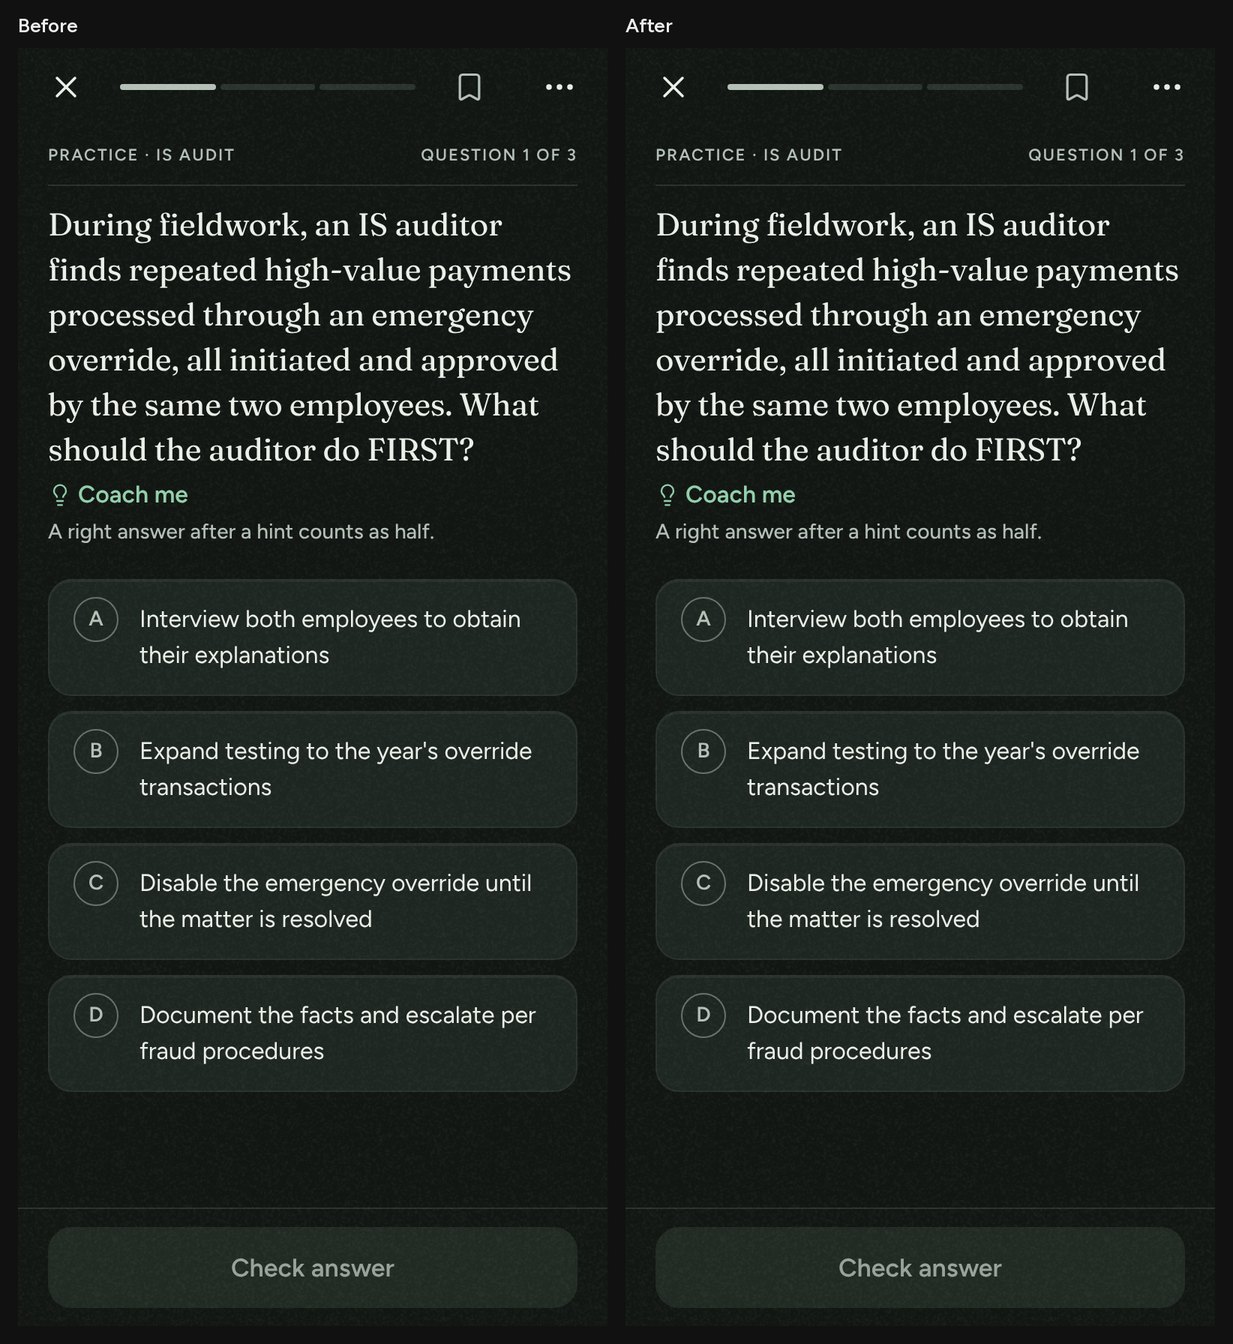 Before
PRACTICE · IS AUDIT
QUESTION 1 OF 3
During fieldwork, an IS auditor
finds repeated high-value payments
processed through an emergency
override, all initiated and approved
by the same two employees. What
should the auditor do FIRST?
Coach me
A right answer after a hint counts as half.
A
Interview both employees to obtain
their explanations
B
Expand testing to the year's override
transactions
C
Disable the emergency override until
the matter is resolved
D
Document the facts and escalate per
fraud procedures
Check answer
After
PRACTICE · IS AUDIT
QUESTION 1 OF 3
During fieldwork, an IS auditor
finds repeated high-value payments
processed through an emergency
override, all initiated and approved
by the same two employees. What
should the auditor do FIRST?
Coach me
A right answer after a hint counts as half.
A
Interview both employees to obtain
their explanations
B
Expand testing to the year's override
transactions
C
Disable the emergency override until
the matter is resolved
D
Document the facts and escalate per
fraud procedures
Check answer